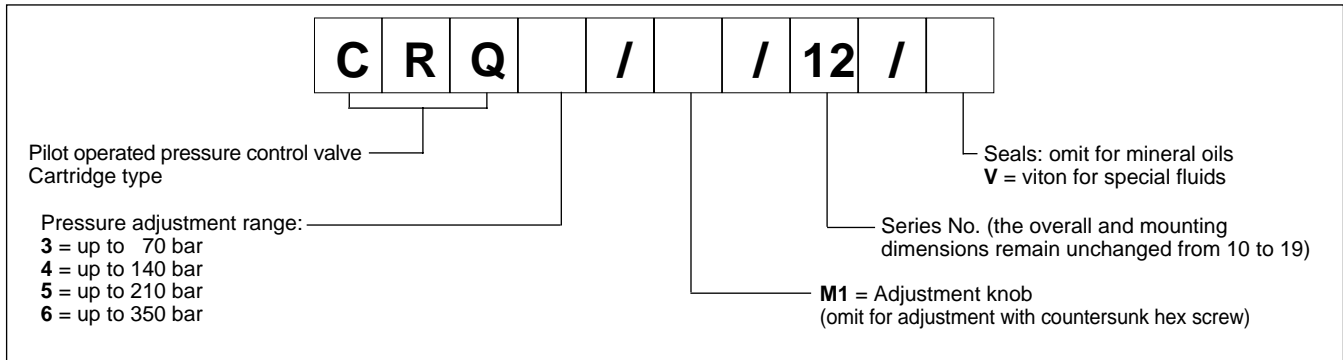 C R Q / / 12 /
Pilot operated pressure control valve
Cartridge type
Pressure adjustment range:
3 = up to 70 bar
4 = up to 140 bar
5 = up to 210 bar
6 = up to 350 bar
Seals: omit for mineral oils
V = viton for special fluids
Series No. (the overall and mounting
dimensions remain unchanged from 10 to 19)
M1 = Adjustment knob
(omit for adjustment with countersunk hex screw)